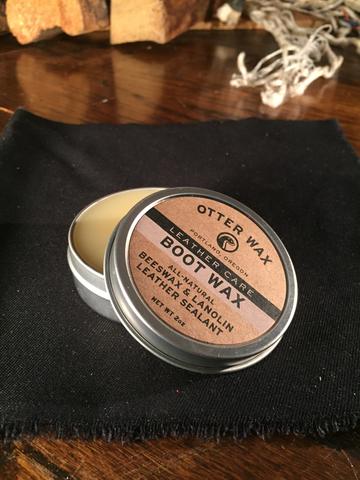 OTTER WAX
PORTLAND, OREGON
LEATHER CARE
BOOT WAX
ALL-NATURAL
BEESWAX & LANOLIN
LEATHER SEALANT
NET WT 2oz